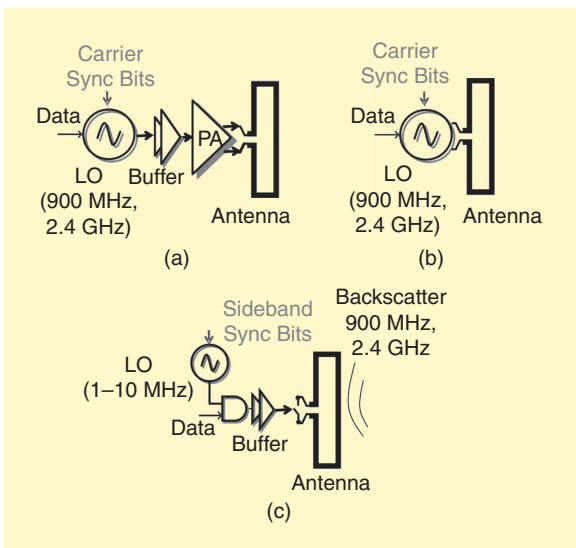 Carrier
Sync Bits
Data
PA
LO
Buffer
(900 MHz,
2.4 GHz)
Antenna
(a)
Carrier
Sync Bits
Data
LO
(900 MHz,
2.4 GHz)
Antenna
(b)
Sideband
Sync Bits
Backscatter
900 MHz,
2.4 GHz
LO
(1–10 MHz)
Data
Buffer
Antenna
(c)